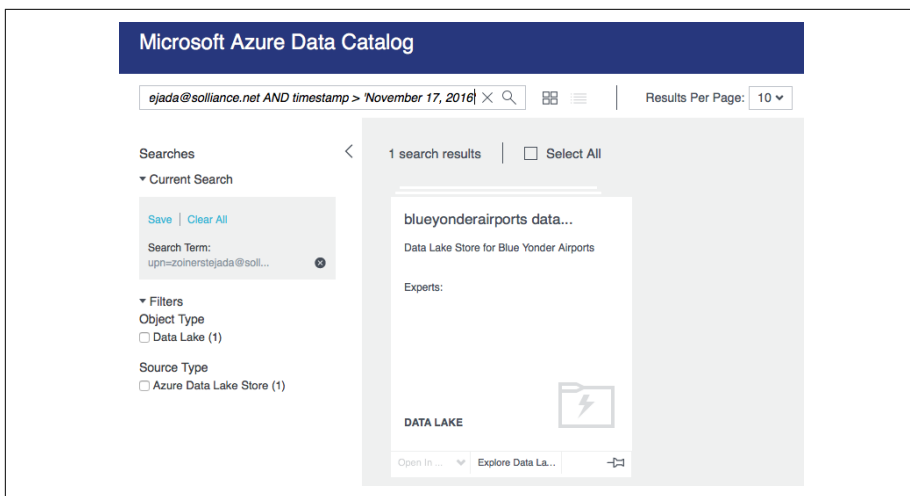 Microsoft Azure Data Catalog
ejada@solliance.net AND timestamp > 'November 17, 2016'
Results Per Page: 10
Searches
Current Search
Save | Clear All
Search Term:
upn=zoinerstejada@soll...
Filters
Object Type
Data Lake (1)
Source Type
Azure Data Lake Store (1)
1 search results
Select All
blueyonderairports data...
Data Lake Store for Blue Yonder Airports
Experts:
DATA LAKE
Open In ...
Explore Data La...